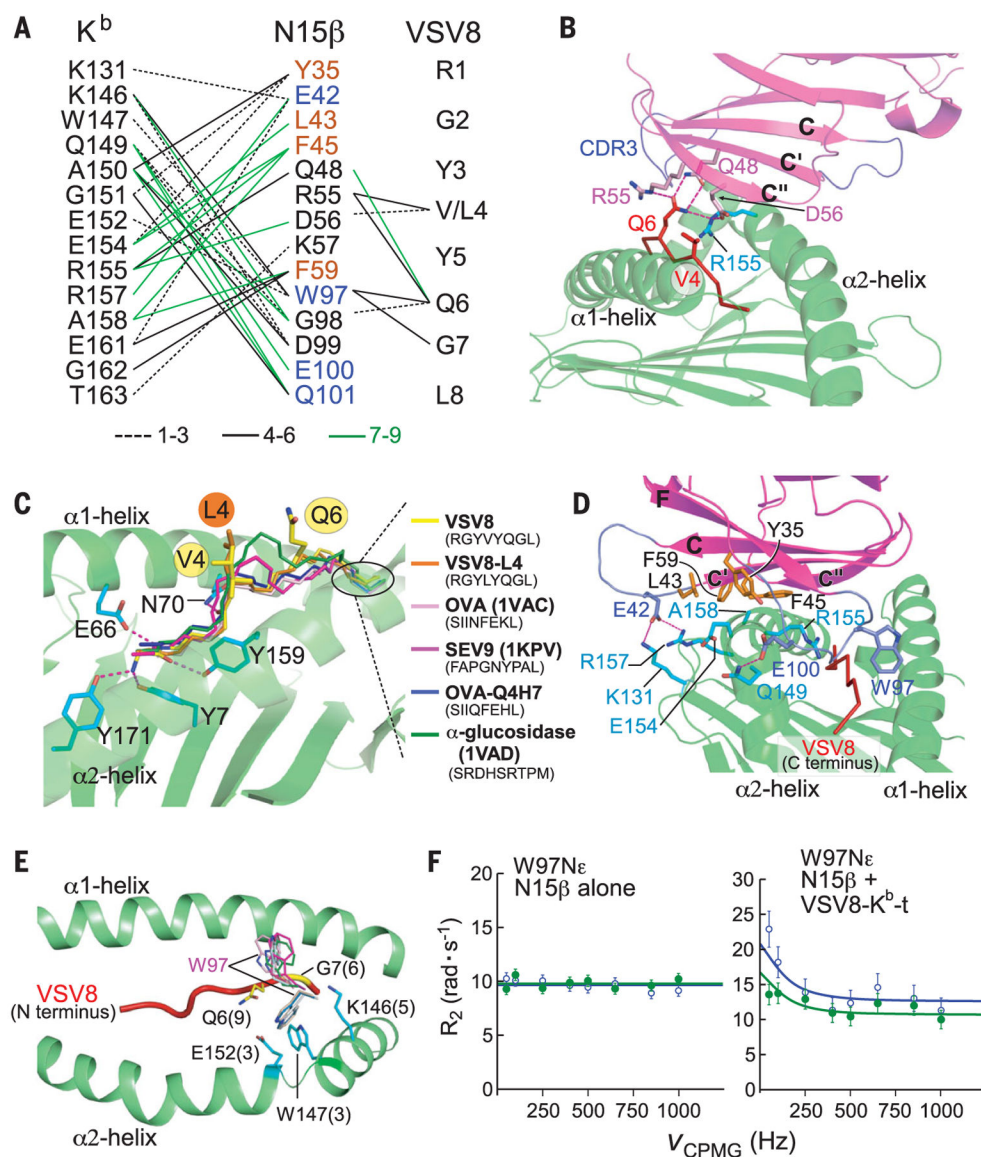 A
K^b N15β VSV8
K131 Y35 R1
K146 E42
W147 L43 G2
Q149 F45
A150 Q48 Y3
G151 R55
E152 D56 V/L4
E154 K57 Y5
R155 F59
R157 W97 Q6
A158 G98
E161 D99 G7
G162 E100
T163 Q101 L8
1-3 4-6 7-9
B
C
CDR3
C'
Q48
C"
R55
D56
Q6
R155
V4
α1-helix
α2-helix
C
L4
Q6
α1-helix
V4
N70
E66
Y159
Y7
Y171
α2-helix
VSV8
(RGYVYQGL)
VSV8-L4
(RGYLYQGL)
OVA (1VAC)
(SIINFEKL)
SEV9 (1KPV)
(FAPGNYPAL)
OVA-Q4H7
(SIIQFEHL)
α-glucosidase
(1VAD)
(SRDHSRTPM)
D
F
C
Y35
F59
L43
C'
C"
F45
E42
A158
R155
R157
E100
K131
Q149
W97
E154
VSV8
(C terminus)
α2-helix
α1-helix
E
α1-helix
W97
G7(6)
VSV8
(N terminus)
K146(5)
Q6(9)
E152(3)
W147(3)
α2-helix
F
W97Nε
N15β alone
W97Nε
N15β +
VSV8-K^b-t
R2 (rad · s⁻¹)
20
15
10
5
0
250 500 750 1000
30
25
20
15
10
5
0
250 500 750 1000
νCPMG (Hz)